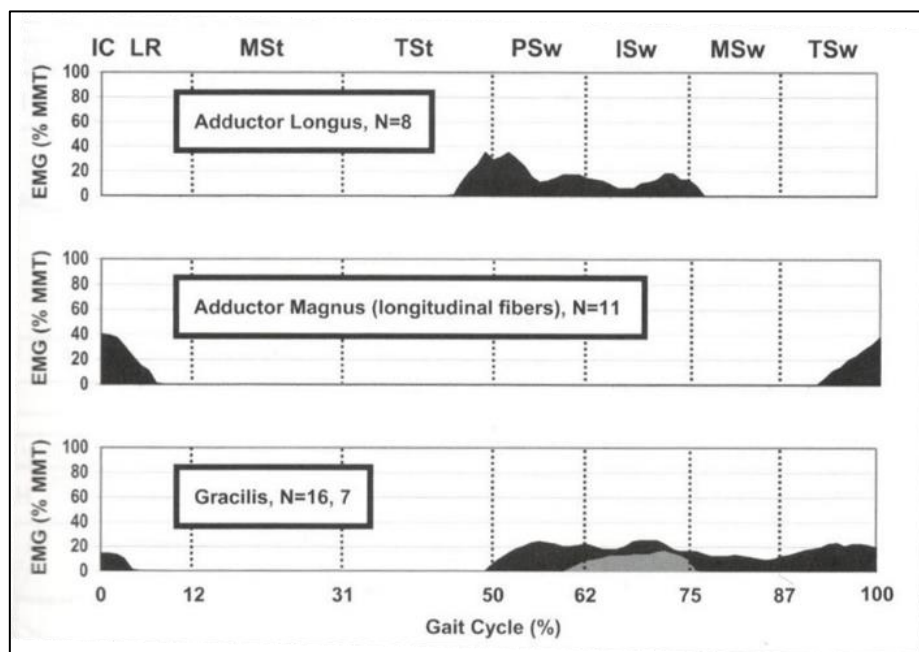 IC LR MSt TSt PSw ISw MSw TSw
EMG (% MMT)
100
80
60
40
20
0
Adductor Longus, N=8
EMG (% MMT)
100
80
60
40
20
0
Adductor Magnus (longitudinal fibers), N=11
EMG (% MMT)
100
80
60
40
20
0
Gracilis, N=16, 7
0 12 31 50 62 75 87 100
Gait Cycle (%)